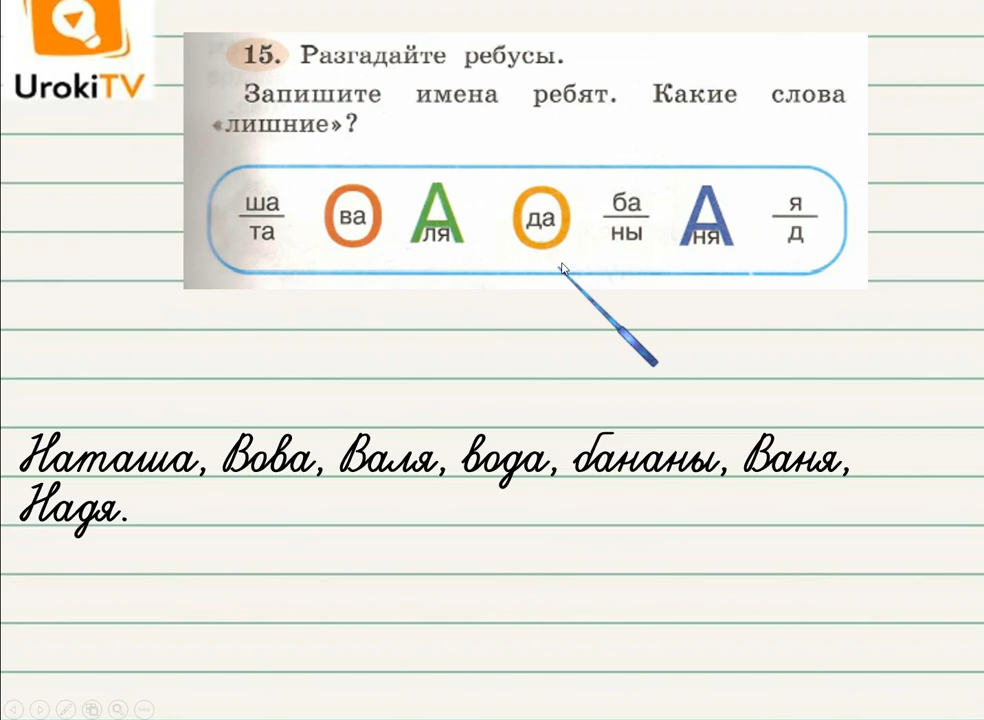 UrokiTV
15. Разгадайте ребусы.
Запишите имена ребят. Какие слова
«лишние»?
ша
та
О ва
А ля
О да
ба
ны
А ня
я
д
Наташа, Вова, Валя, вода, бананы, Ваня,
Надя.